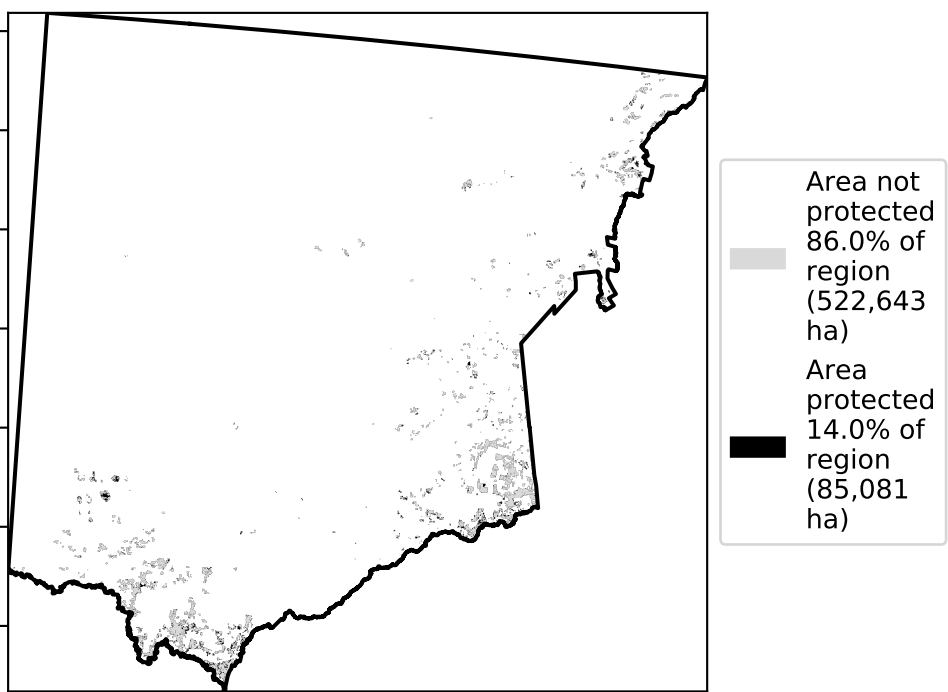 Area not
protected
86.0% of
region
(522,643
ha)
Area
protected
14.0% of
region
(85,081
ha)